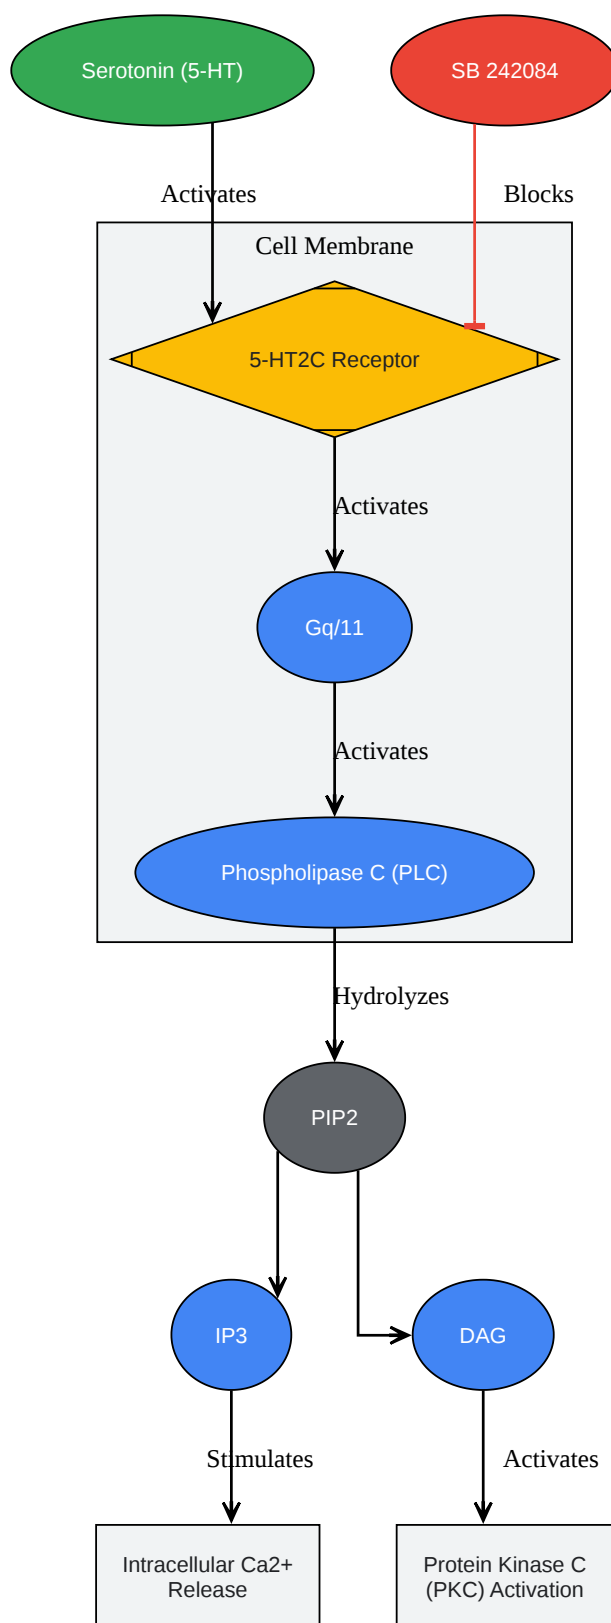 Serotonin (5-HT)
SB 242084
Activates
Blocks
Cell Membrane
5-HT2C Receptor
Activates
Gq/11
Activates
Phospholipase C (PLC)
Hydrolyzes
PIP2
IP3
DAG
Stimulates
Activates
Intracellular Ca2+
Release
Protein Kinase C
(PKC) Activation